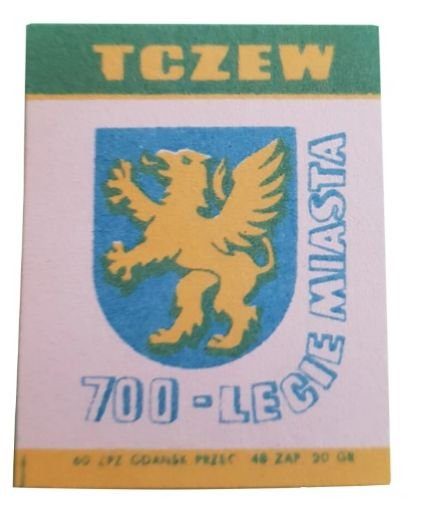 TCZEW
700-LECIE MIASTA
60 ZPZ GDAŃSK PRZEC 48 ZAP 20 GR